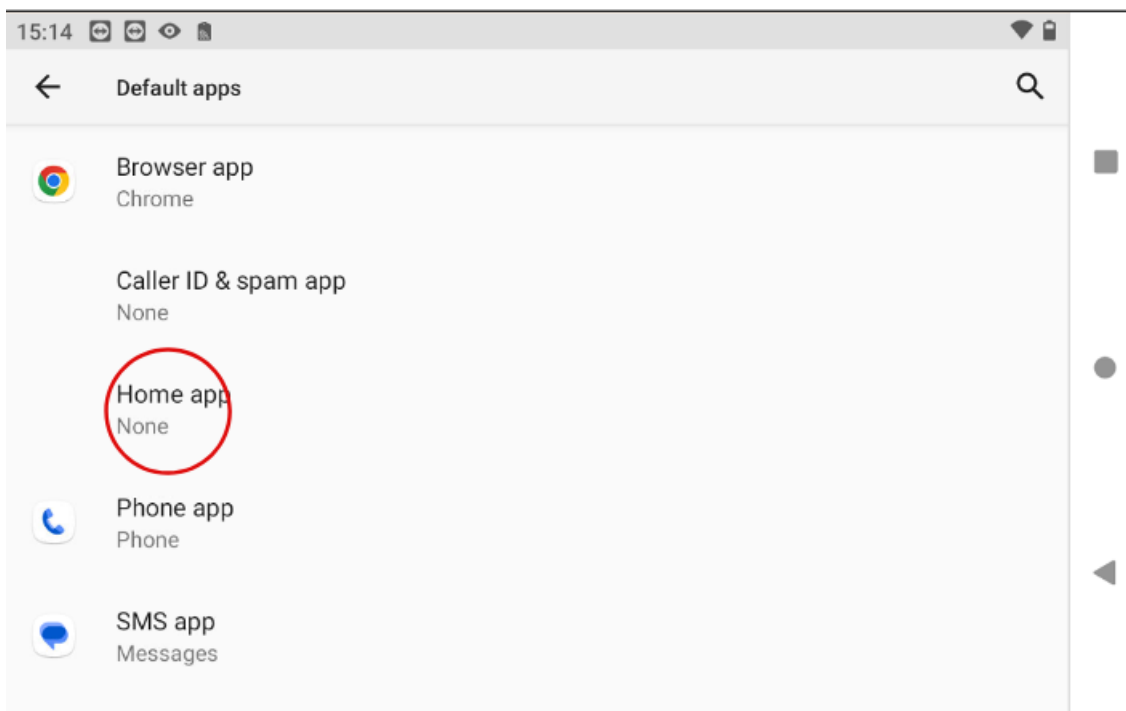 15:14
Default apps
Browser app
Chrome
Caller ID & spam app
None
Home app
None
Phone app
Phone
SMS app
Messages